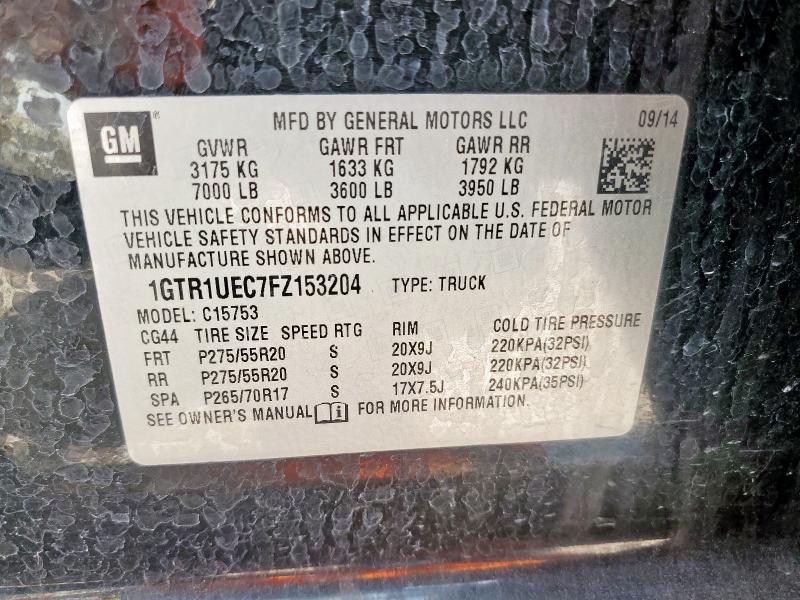 GM
MFD BY GENERAL MOTORS LLC 09/14
GVWR GAWR FRT GAWR RR
3175 KG 1633 KG 1792 KG
7000 LB 3600 LB 3950 LB
THIS VEHICLE CONFORMS TO ALL APPLICABLE U.S. FEDERAL MOTOR
VEHICLE SAFETY STANDARDS IN EFFECT ON THE DATE OF
MANUFACTURE SHOWN ABOVE.
1GTR1UEC7FZ153204 TYPE: TRUCK
MODEL: C15753
CG44 TIRE SIZE SPEED RTG RIM COLD TIRE PRESSURE
FRT P275/55R20 S 20X9J 220KPA(32PSI)
RR P275/55R20 S 20X9J 220KPA(32PSI)
SPA P265/70R17 S 17X7.5J 240KPA(35PSI)
SEE OWNER'S MANUAL FOR MORE INFORMATION.